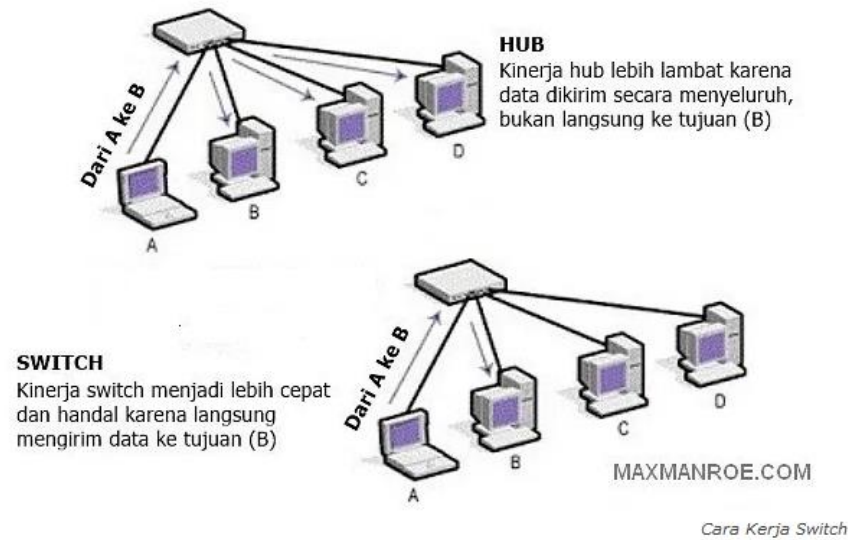 HUB
Kinerja hub lebih lambat karena
data dikirim secara menyeluruh,
bukan langsung ke tujuan (B)
Dari A ke B
A
B
C
D
SWITCH
Kinerja switch menjadi lebih cepat
dan handal karena langsung
mengirim data ke tujuan (B)
Dari A ke B
A
B
C
D
MAXMANROE.COM
Cara Kerja Switch